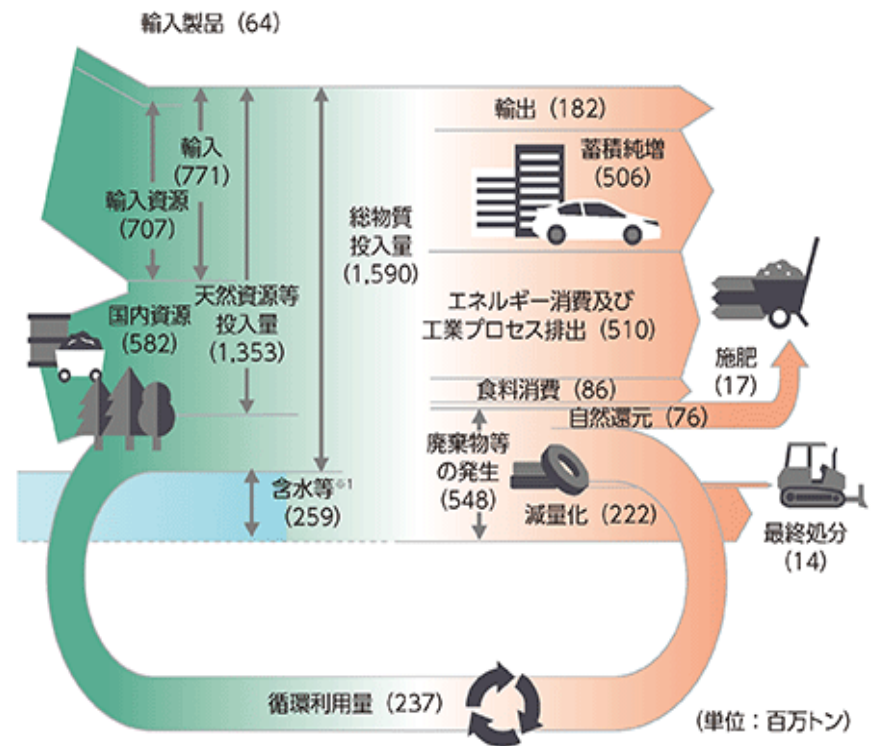 輸入製品（64）
輸出（182）
輸入
（771）
蓄積純増
（506）
輸入資源
（707）
総物質
投入量
（1,590）
国内資源
（582）
天然資源等
投入量
（1,353）
エネルギー消費及び
工業プロセス排出（510）
施肥
（17）
食料消費（86）
自然還元（76）
廃棄物等
の発生
（548）
含水等※1
（259）
減量化（222）
最終処分
（14）
循環利用量（237）
（単位：百万トン）